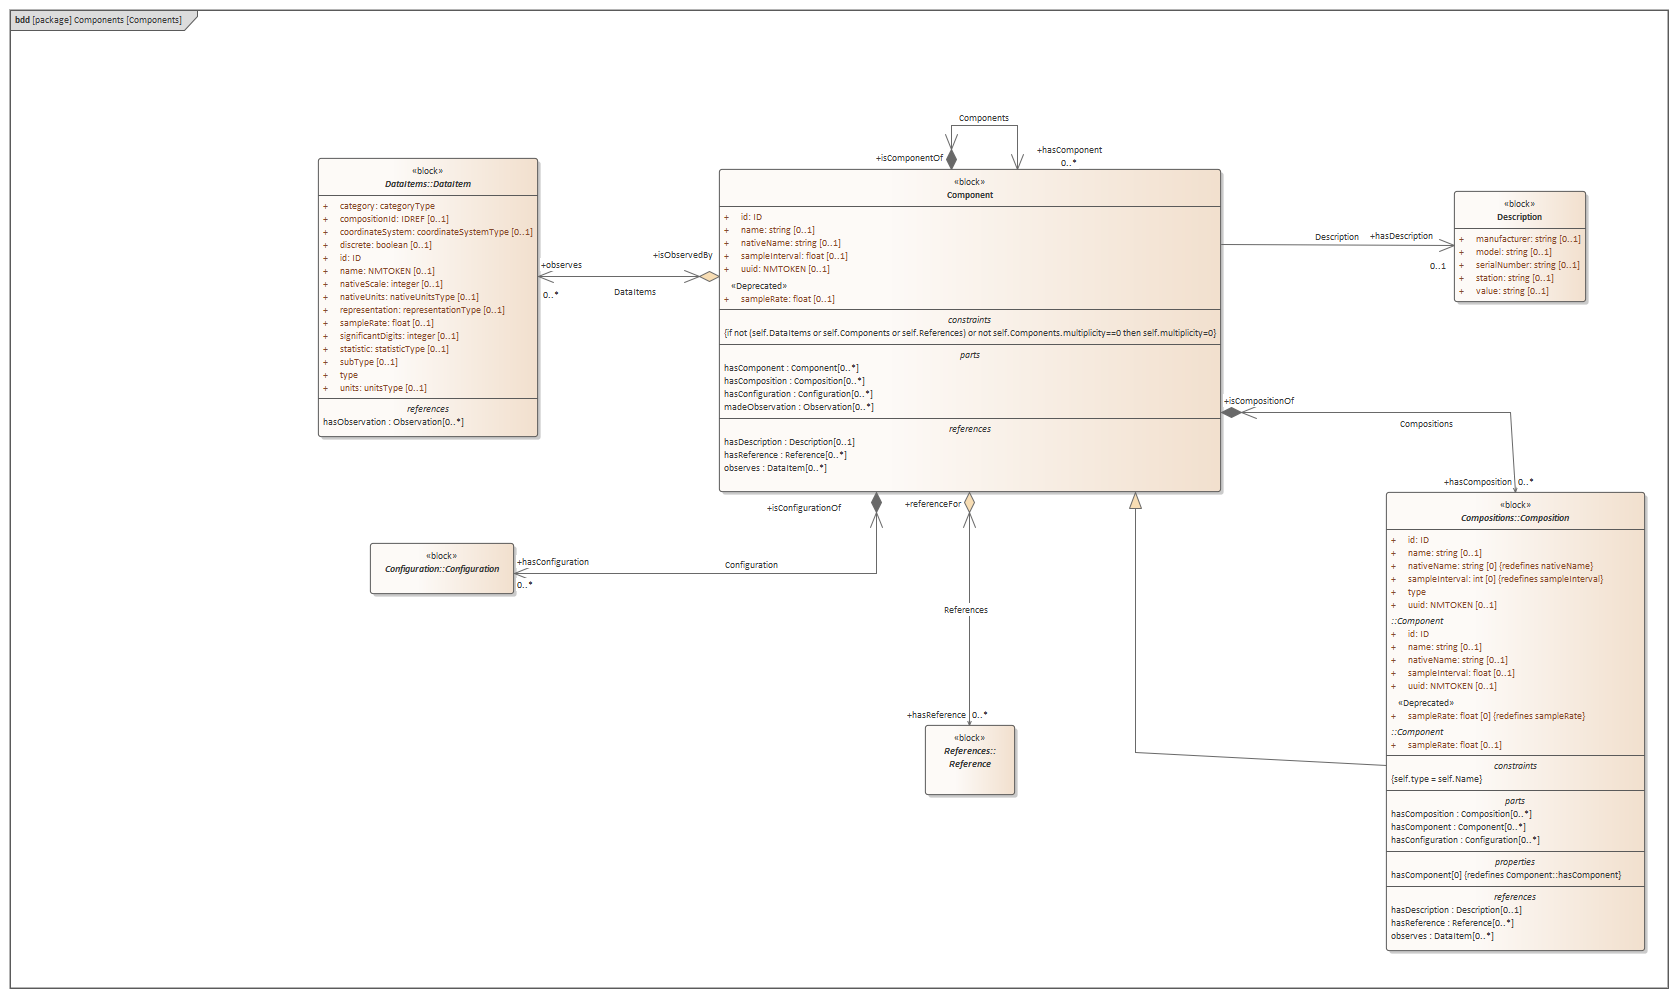 bdd [package] Components [Components]
Components
+isComponentOf
+hasComponent
0..*
«block»
DataItems::DataItem
+ category: categoryType
+ compositionId: IDREF [0..1]
+ coordinateSystem: coordinateSystemType [0..1]
+ discrete: boolean [0..1]
+ id: ID
+ name: NMTOKEN [0..1]
+ nativeScale: integer [0..1]
+ nativeUnits: nativeUnitsType [0..1]
+ representation: representationType [0..1]
+ sampleRate: float [0..1]
+ significantDigits: integer [0..1]
+ statistic: statisticType [0..1]
+ subType [0..1]
+ type
+ units: unitsType [0..1]
references
hasObservation : Observation[0..*]
+observes
0..*
+isObservedBy
DataItems
«block»
Component
+ id: ID
+ name: string [0..1]
+ nativeName: string [0..1]
+ sampleInterval: float [0..1]
+ uuid: NMTOKEN [0..1]
«Deprecated»
+ sampleRate: float [0..1]
constraints
{if not (self.DataItems or self.Components or self.References) or not self.Components.multiplicity==0 then self.multiplicity=0}
parts
hasComponent : Component[0..*]
hasComposition : Composition[0..*]
hasConfiguration : Configuration[0..*]
madeObservation : Observation[0..*]
references
hasDescription : Description[0..1]
hasReference : Reference[0..*]
observes : DataItem[0..*]
Description
+hasDescription
0..1
«block»
Description
+ manufacturer: string [0..1]
+ model: string [0..1]
+ serialNumber: string [0..1]
+ station: string [0..1]
+ value: string [0..1]
+isCompositionOf
Compositions
+hasComposition 0..*
+isConfigurationOf
+referenceFor
«block»
Configuration::Configuration
+hasConfiguration
0..*
Configuration
References
+hasReference 0..*
«block»
References::
Reference
«block»
Compositions::Composition
+ id: ID
+ name: string [0..1]
+ nativeName: string [0] {redefines nativeName}
+ sampleInterval: int [0] {redefines sampleInterval}
+ type
+ uuid: NMTOKEN [0..1]
::Component
+ id: ID
+ name: string [0..1]
+ nativeName: string [0..1]
+ sampleInterval: float [0..1]
+ uuid: NMTOKEN [0..1]
«Deprecated»
+ sampleRate: float [0] {redefines sampleRate}
::Component
+ sampleRate: float [0..1]
constraints
{self.type = self.Name}
parts
hasComposition : Composition[0..*]
hasComponent : Component[0..*]
hasConfiguration : Configuration[0..*]
properties
hasComponent[0] {redefines Component::hasComponent}
references
hasDescription : Description[0..1]
hasReference : Reference[0..*]
observes : DataItem[0..*]